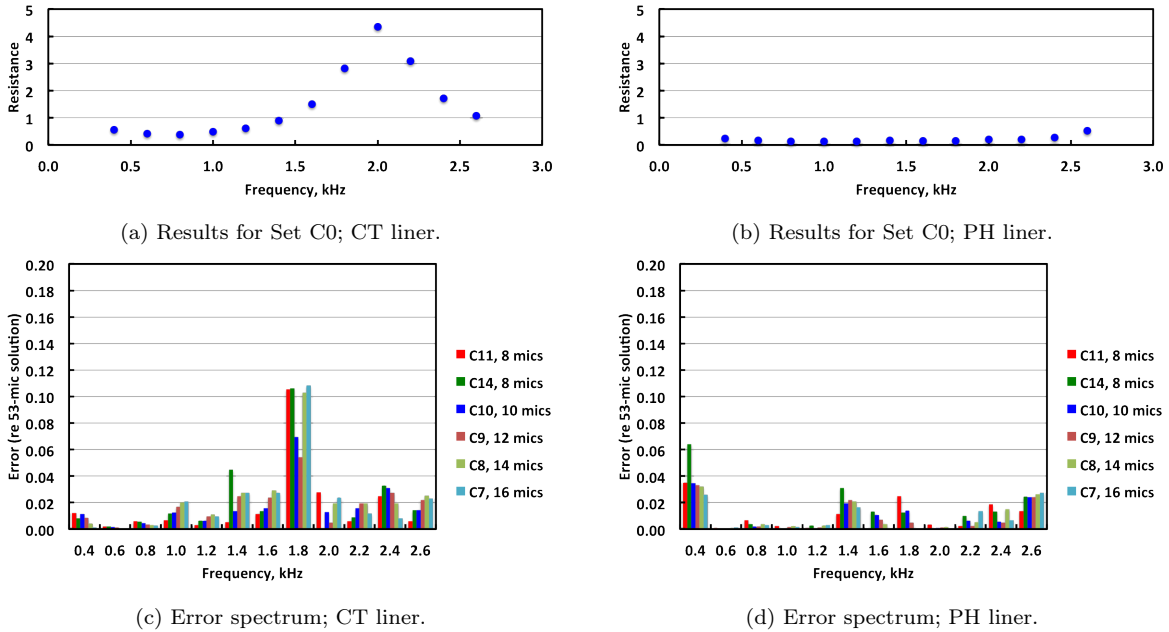 5
4
3
2
1
0
Resistance
0.0 0.5 1.0 1.5 2.0 2.5 3.0
Frequency, kHz
(a) Results for Set C0; CT liner.
5
4
3
2
1
0
Resistance
0.0 0.5 1.0 1.5 2.0 2.5 3.0
Frequency, kHz
(b) Results for Set C0; PH liner.
0.20
0.18
0.16
0.14
0.12
0.10
0.08
0.06
0.04
0.02
0.00
Error (re 53-mic solution)
0.4 0.6 0.8 1.0 1.2 1.4 1.6 1.8 2.0 2.2 2.4 2.6
Frequency, kHz
C11, 8 mics
C14, 8 mics
C10, 10 mics
C9, 12 mics
C8, 14 mics
C7, 16 mics
(c) Error spectrum; CT liner.
0.20
0.18
0.16
0.14
0.12
0.10
0.08
0.06
0.04
0.02
0.00
Error (re 53-mic solution)
0.4 0.6 0.8 1.0 1.2 1.4 1.6 1.8 2.0 2.2 2.4 2.6
Frequency, kHz
C11, 8 mics
C14, 8 mics
C10, 10 mics
C9, 12 mics
C8, 14 mics
C7, 16 mics
(d) Error spectrum; PH liner.